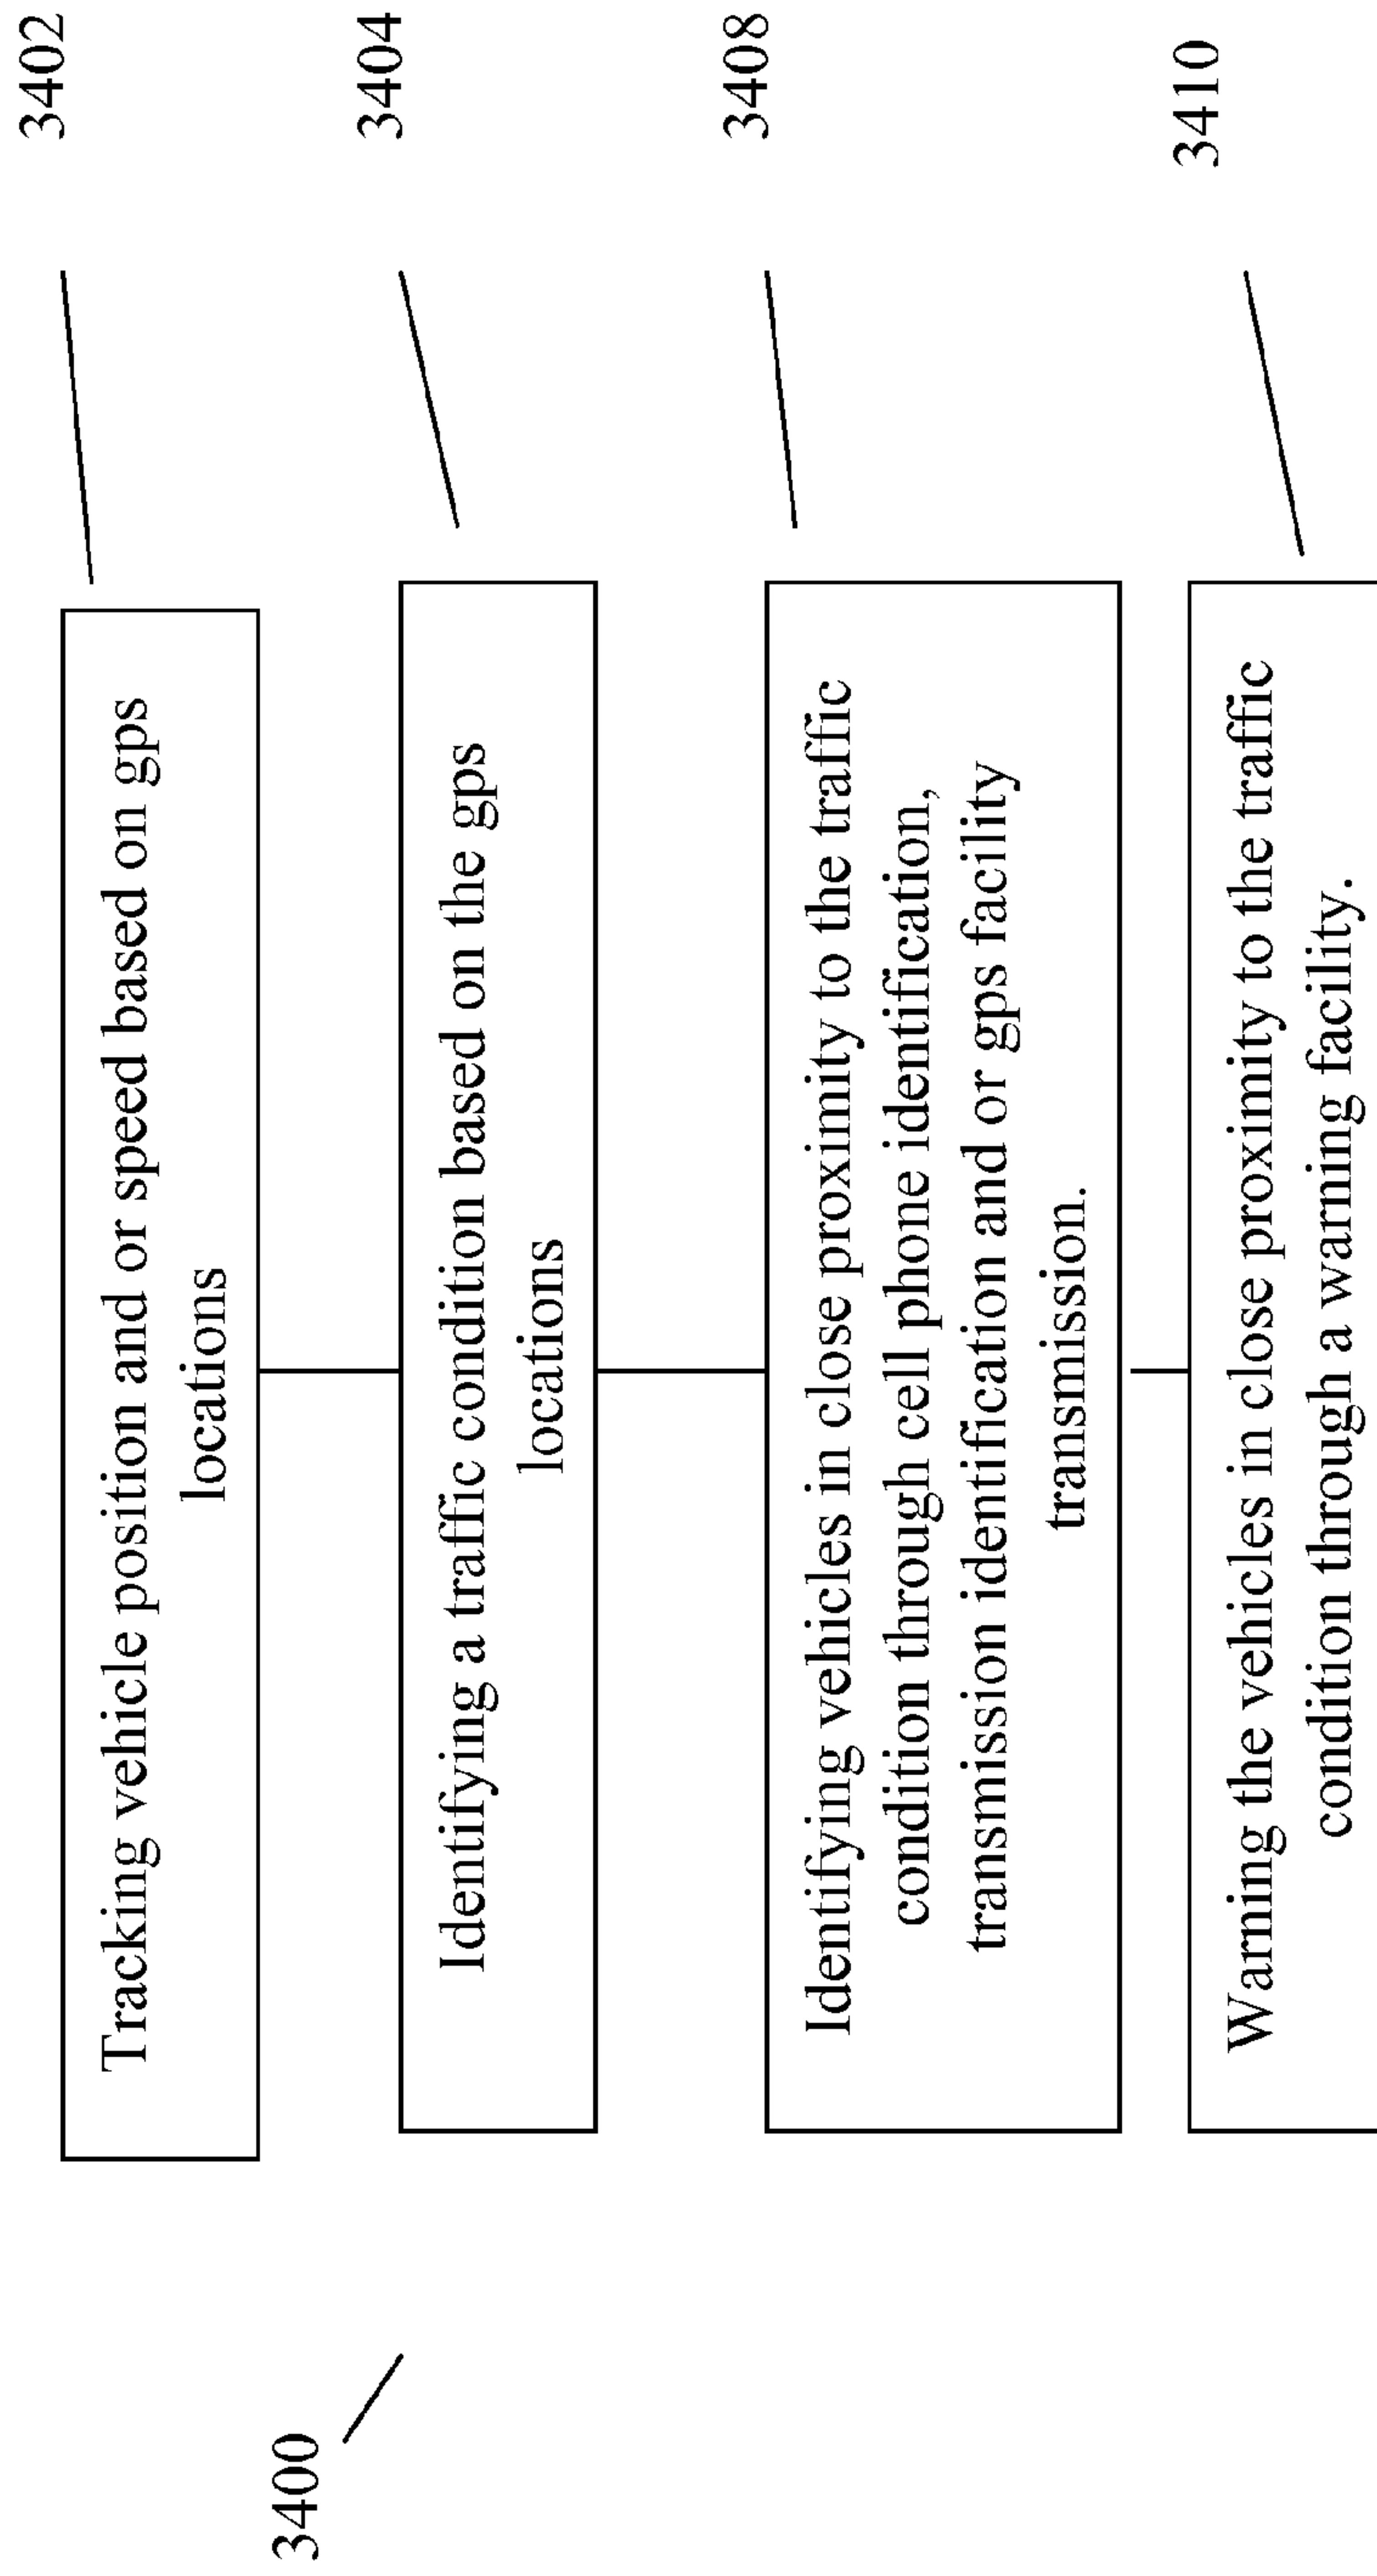 3402
Tracking vehicle position and or speed based on gps
locations
3404
Identifying a traffic condition based on the gps
locations
3408
Identifying vehicles in close proximity to the traffic
condition through cell phone identification,
transmission identification and or gps facility
transmission.
3410
Warning the vehicles in close proximity to the traffic
condition through a warning facility.
3400